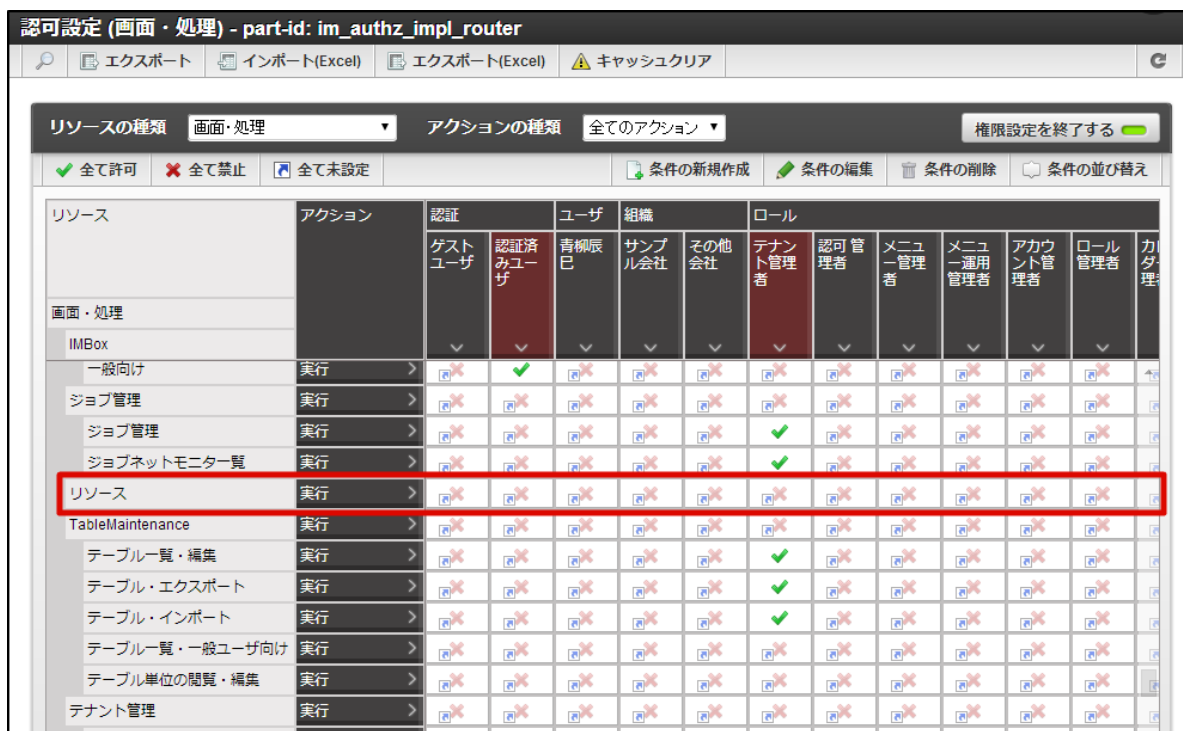 認可設定 (画面・処理) - part-id: im_authz_impl_router
エクスポート インポート(Excel) エクスポート(Excel) キャッシュクリア
リソースの種類 画面・処理 アクションの種類 全てのアクション 権限設定を終了する
全て許可 全て禁止 全て未設定 条件の新規作成 条件の編集 条件の削除 条件の並び替え
リソース アクション 認証 ユーザ 組織 ロール
ゲストユーザ 認証済みユーザ 青柳辰巳 サンプル会社 その他会社 テナント管理者 認可管理者 メニュー管理者 メニュー運用管理者 アカウント管理者 ロール管理者
画面・処理
IMBox
一般向け 実行
ジョブ管理 実行
ジョブ管理 実行
ジョブネットモニタ一覧 実行
リソース 実行
TableMaintenance 実行
テーブル一覧・編集 実行
テーブル・エクスポート 実行
テーブル・インポート 実行
テーブル一覧・一般ユーザ向け 実行
テーブル単位の閲覧・編集 実行
テナント管理 実行